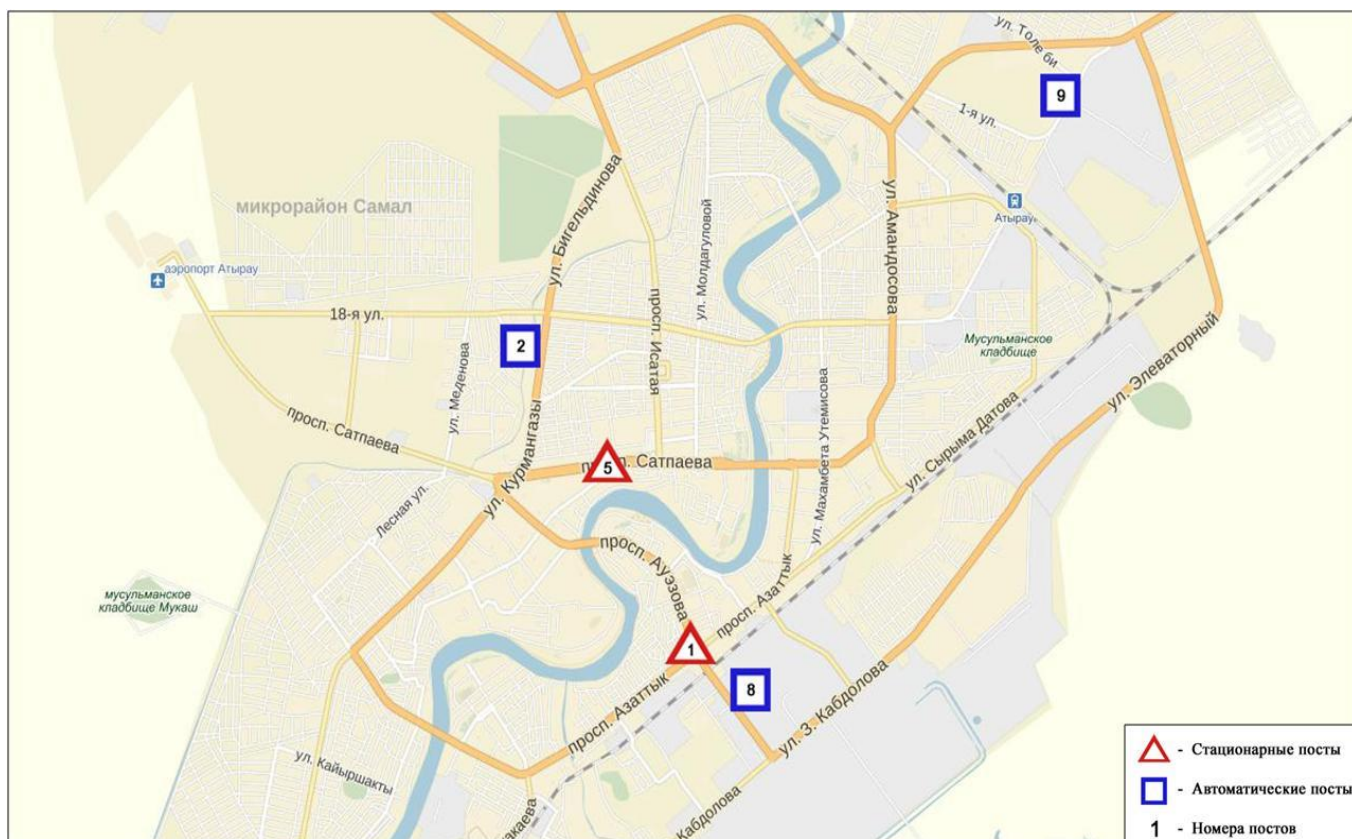 ул. Толе би
9
1-я ул.
ул. Бигельдинова
микрорайон Самал
ул. Амандосова
Атырау
ул. Молдагуловой
аэропорт Атырау
просп. Исатая
18-я ул.
2
Мусульманское
кладбище
ул. Элеваторный
ул. Меденова
ул. Махамбета Утемисова
просп. Сатпаева
ул. Курмангазы
ул. Сырыма Датова
5
Сатпаева
Лесная ул.
просп. Ауэзова
просп. Азаттык
мусульманское
кладбище Мукаш
1
8
просп. Азаттык
ул. З. Кабдолова
ул. Кайыршакты
Кабдолова
- Стационарные посты
- Автоматические посты
1 - Номера постов